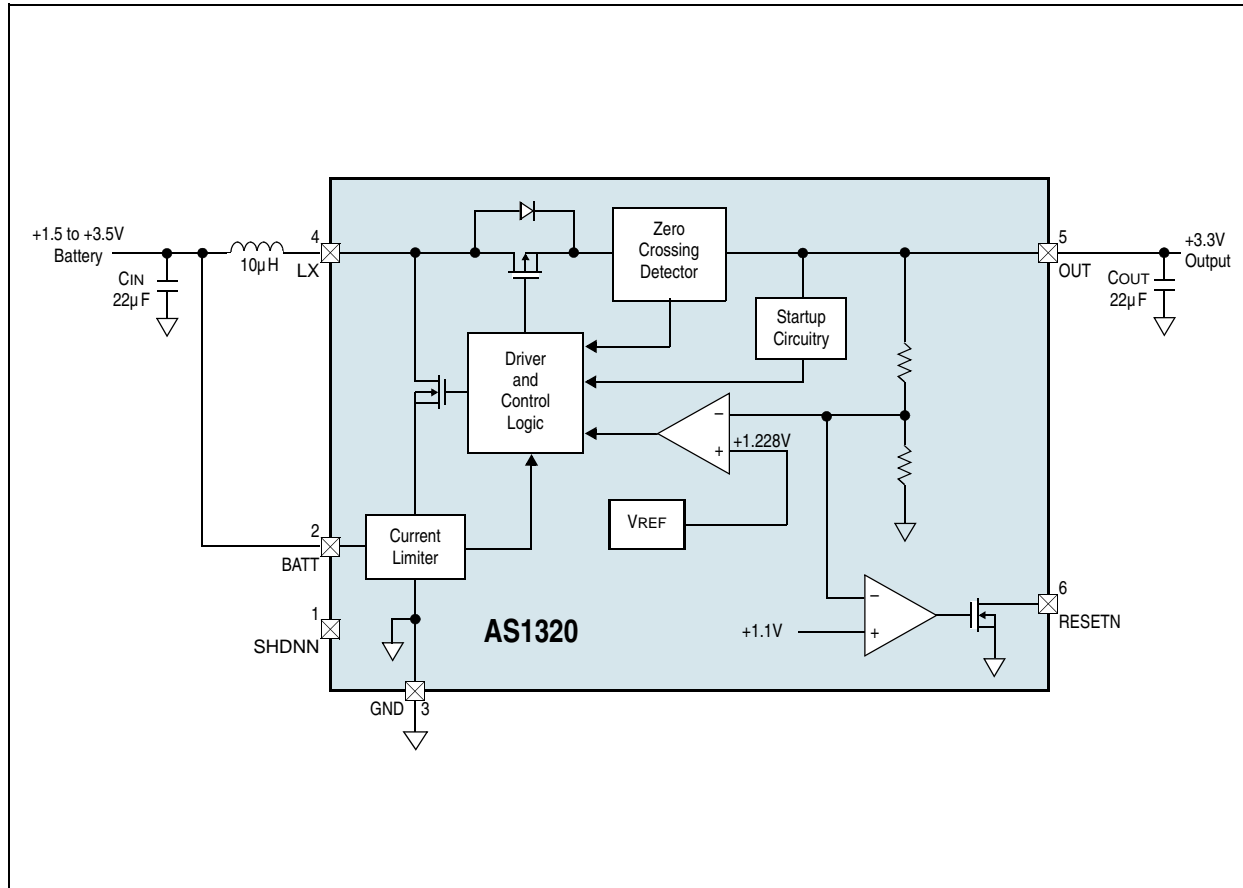 +1.5 to +3.5V
Battery
CIN
22µF
10µH
4
LX
Zero
Crossing
Detector
5
OUT
+3.3V
Output
COUT
22µF
Startup
Circuitry
Driver
and
Control
Logic
–
+1.228V
+
VREF
2
BATT
Current
Limiter
1
SHDNN
AS1320
–
+1.1V
+
6
RESETN
GND
3